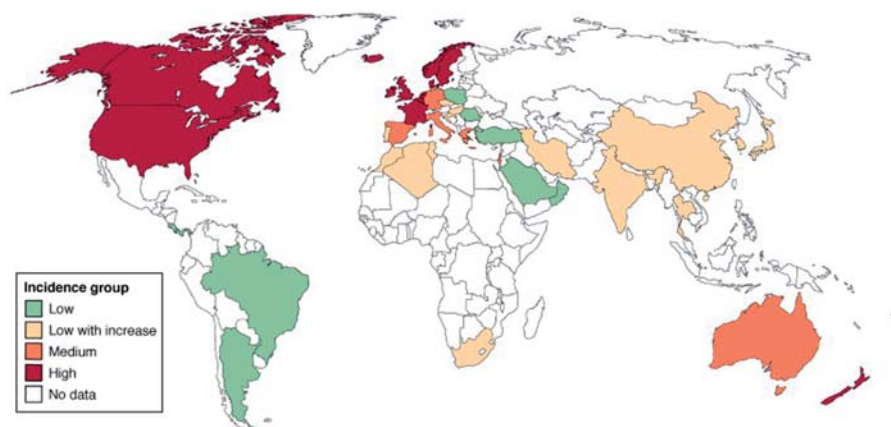 Incidence group
Low
Low with increase
Medium
High
No data